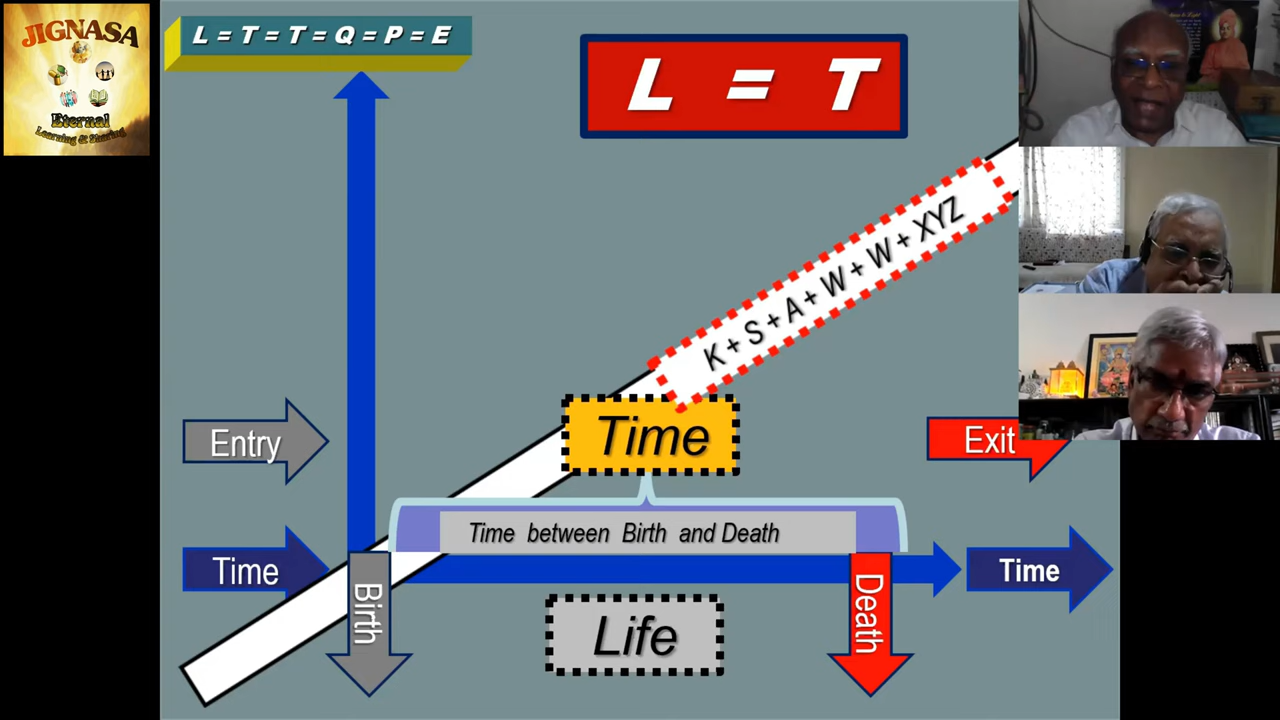 JIGNASA
Eternal
Learning & Sharing
L = T = T = Q = P = E
L = T
K + S + A + W + W + XYZ
Entry
Time
Exit
Time between Birth and Death
Time
Time
Birth
Death
Life